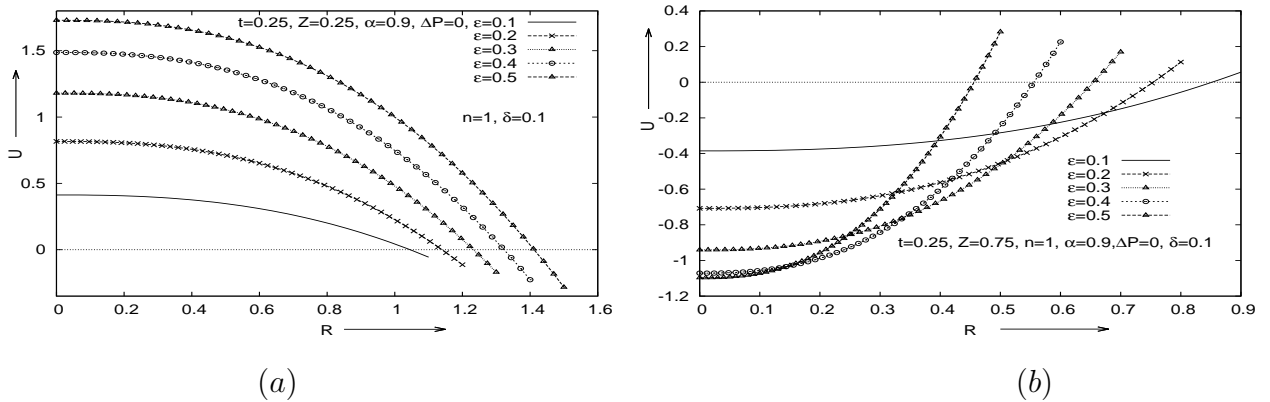 t=0.25, Z=0.25, α=0.9, ΔP=0, ε=0.1
ε=0.2
ε=0.3
ε=0.4
ε=0.5
n=1, δ=0.1
1.5
1
0.5
0
U
0 0.2 0.4 0.6 0.8 1 1.2 1.4 1.6
R
(a)
0.4
0.2
0
-0.2
-0.4
-0.6
-0.8
-1
-1.2
U
ε=0.1
ε=0.2
ε=0.3
ε=0.4
ε=0.5
t=0.25, Z=0.75, n=1, α=0.9,ΔP=0, δ=0.1
0 0.1 0.2 0.3 0.4 0.5 0.6 0.7 0.8 0.9
R
(b)